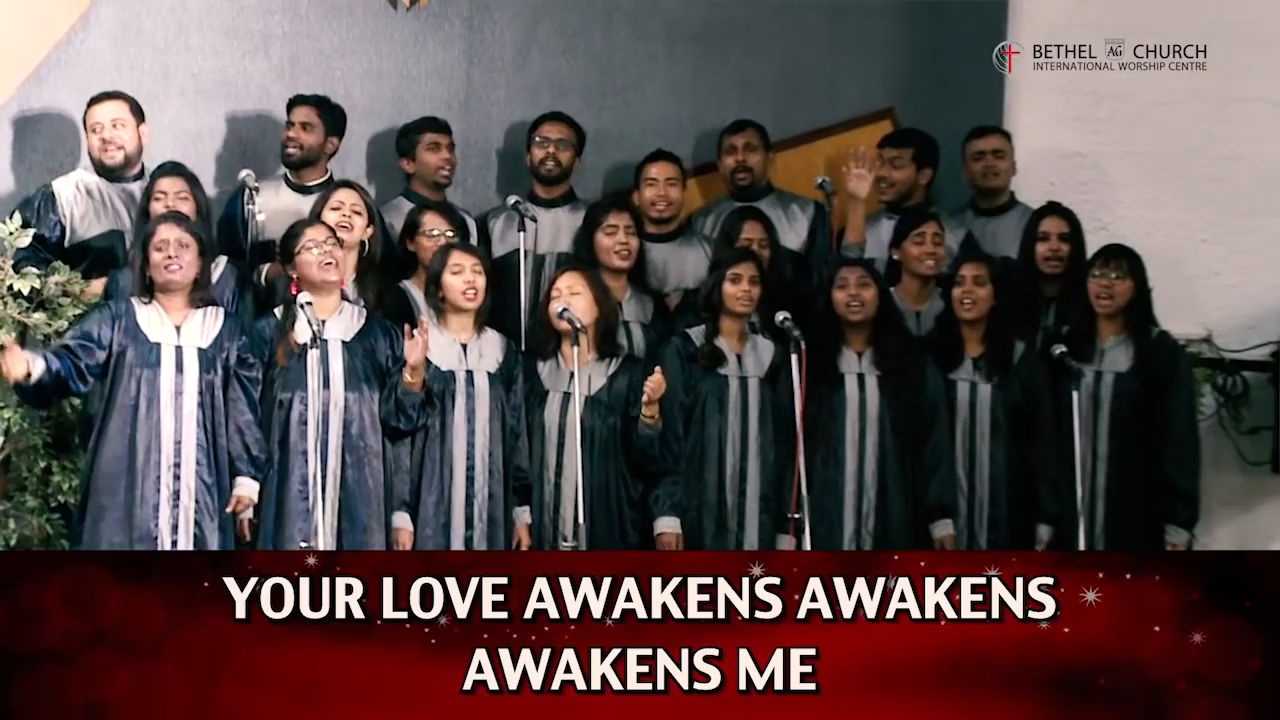 BETHEL AG CHURCH
INTERNATIONAL WORSHIP CENTRE
YOUR LOVE AWAKENS AWAKENS
AWAKENS ME